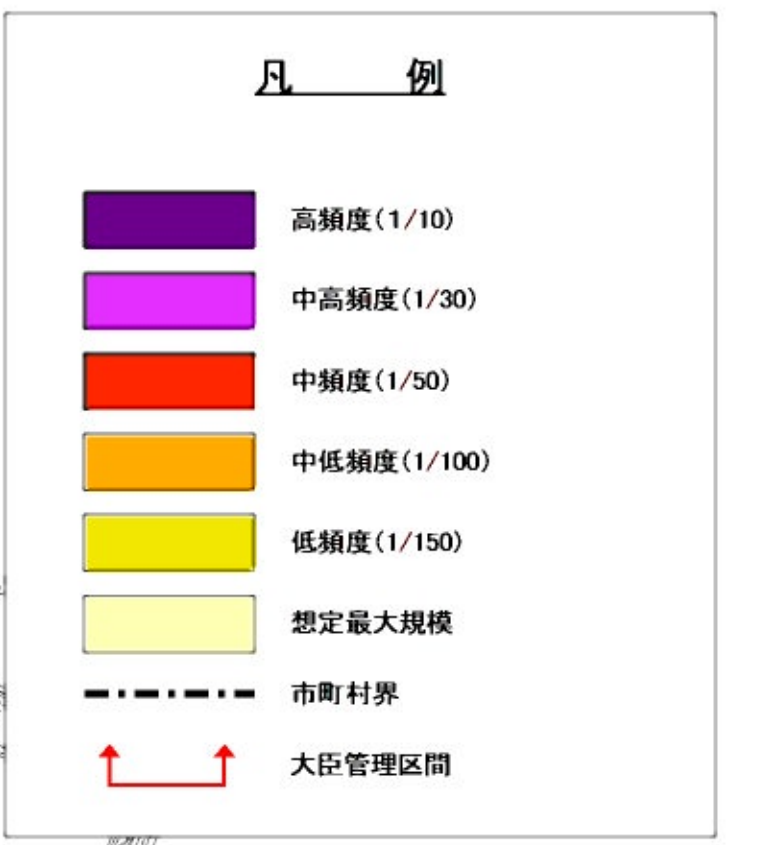 凡 例
高頻度(1/10)
中高頻度(1/30)
中頻度(1/50)
中低頻度(1/100)
低頻度(1/150)
想定最大規模
市町村界
大臣管理区間